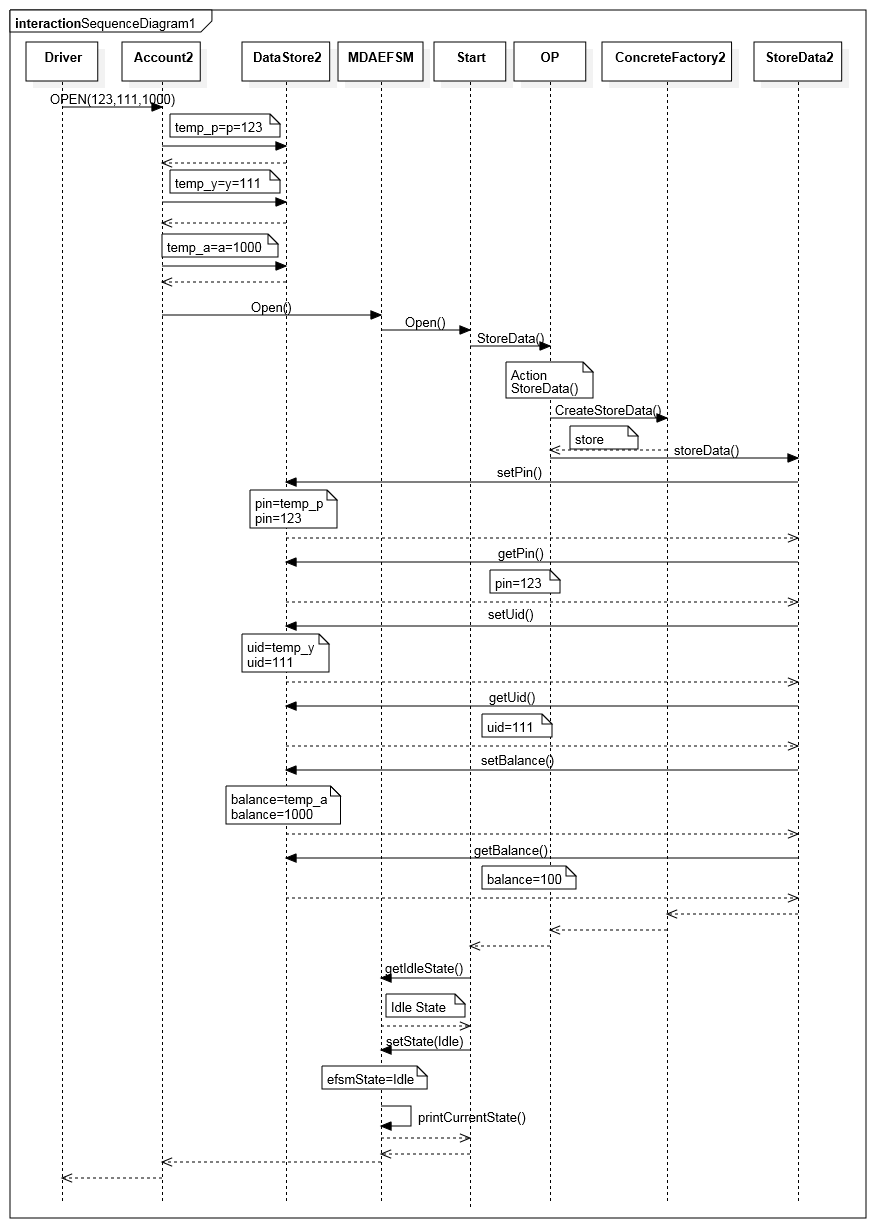 interactionSequenceDiagram1
Driver
Account2
DataStore2
MDAEFSM
Start
OP
ConcreteFactory2
StoreData2
OPEN(123,111,1000)
temp_p=p=123
temp_y=y=111
temp_a=a=1000
Open()
Open()
StoreData()
Action
StoreData()
CreateStoreData()
store
storeData()
setPin()
pin=temp_p
pin=123
getPin()
pin=123
setUid()
uid=temp_y
uid=111
getUid()
uid=111
setBalance()
balance=temp_a
balance=1000
getBalance()
balance=100
getIdleState()
Idle State
setState(Idle)
efsmState=Idle
printCurrentState()